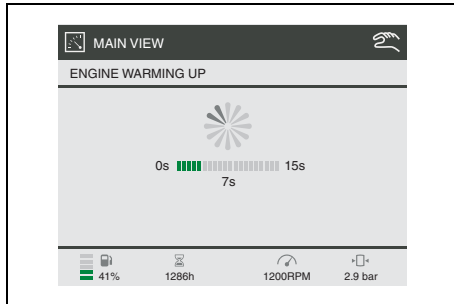 MAIN VIEW
ENGINE WARMING UP
0s 15s
7s
41% 1286h 1200RPM 2.9 bar